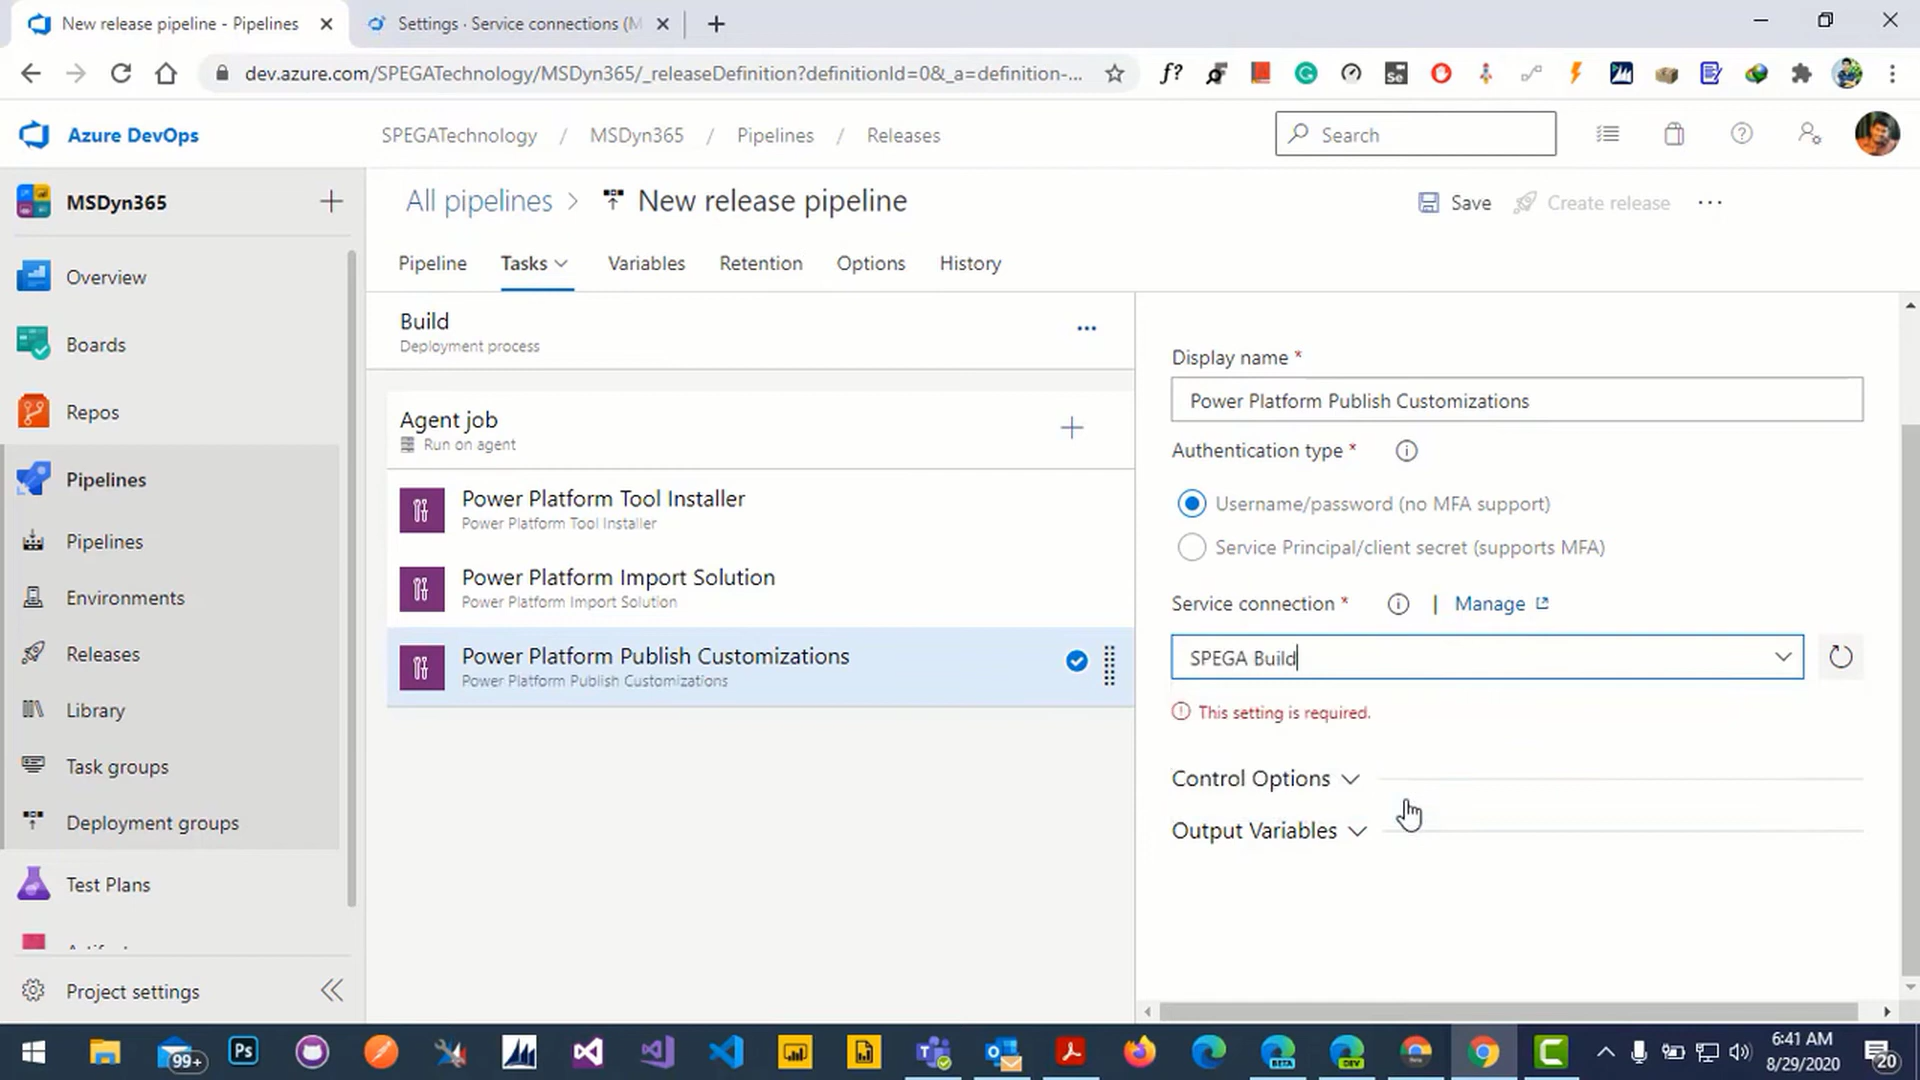 New release pipeline - Pipelines
Settings · Service connections (M
dev.azure.com/SPEGATechnology/MSDyn365/_releaseDefinition?definitionId=0&_a=definition-...
Azure DevOps
SPEGATechnology / MSDyn365 / Pipelines / Releases
Search
MSDyn365
All pipelines > New release pipeline
Save
Create release
Pipeline
Tasks
Variables
Retention
Options
History
Overview
Boards
Repos
Pipelines
Pipelines
Environments
Releases
Library
Task groups
Deployment groups
Test Plans
Project settings
Build
Deployment process
Agent job
Run on agent
Power Platform Tool Installer
Power Platform Tool Installer
Power Platform Import Solution
Power Platform Import Solution
Power Platform Publish Customizations
Power Platform Publish Customizations
Display name *
Power Platform Publish Customizations
Authentication type *
Username/password (no MFA support)
Service Principal/client secret (supports MFA)
Service connection * | Manage
SPEGA Build
This setting is required.
Control Options
Output Variables
99+
Ps
BETA
DEV
6:41 AM
8/29/2020
20